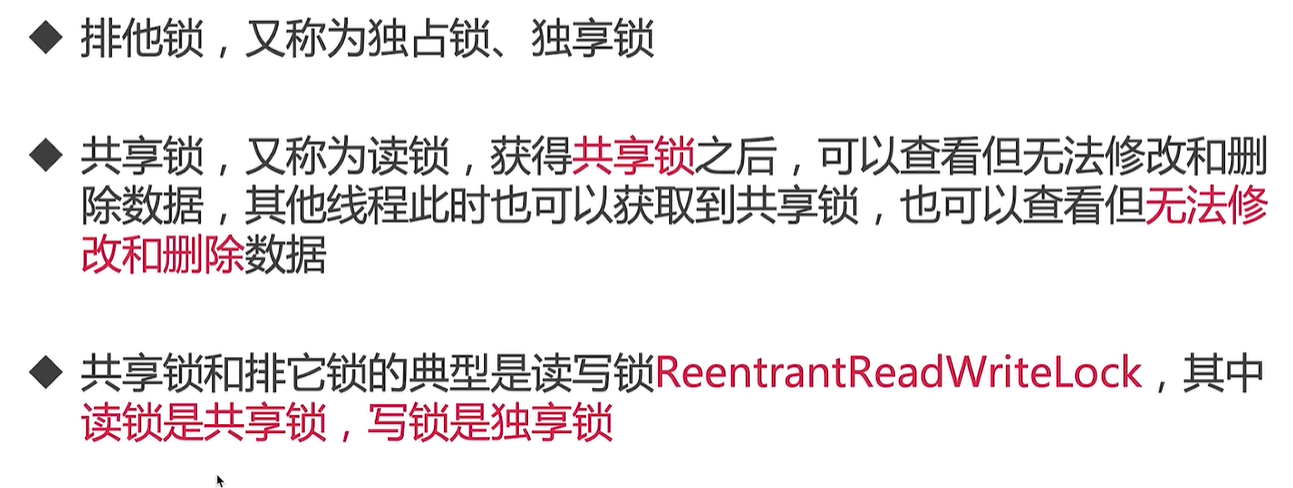 ◆ 排他锁，又称为独占锁、独享锁
◆ 共享锁，又称为读锁，获得共享锁之后，可以查看但无法修改和删
除数据，其他线程此时也可以获取到共享锁，也可以查看但无法修
改和删除数据
◆ 共享锁和排它锁的典型是读写锁ReentrantReadWriteLock，其中
读锁是共享锁，写锁是独享锁